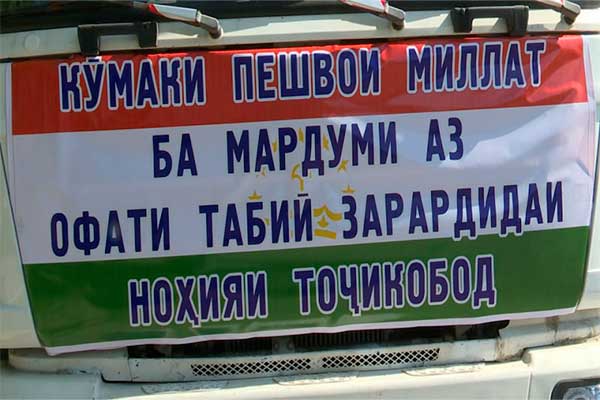 КӮМАКИ ПЕШВОИ МИЛЛАТ
БА МАРДУМИ АЗ
ОФАТИ ТАБИӢ ЗАРАРДИДАИ
НОҲИЯИ ТОҶИКОБОД